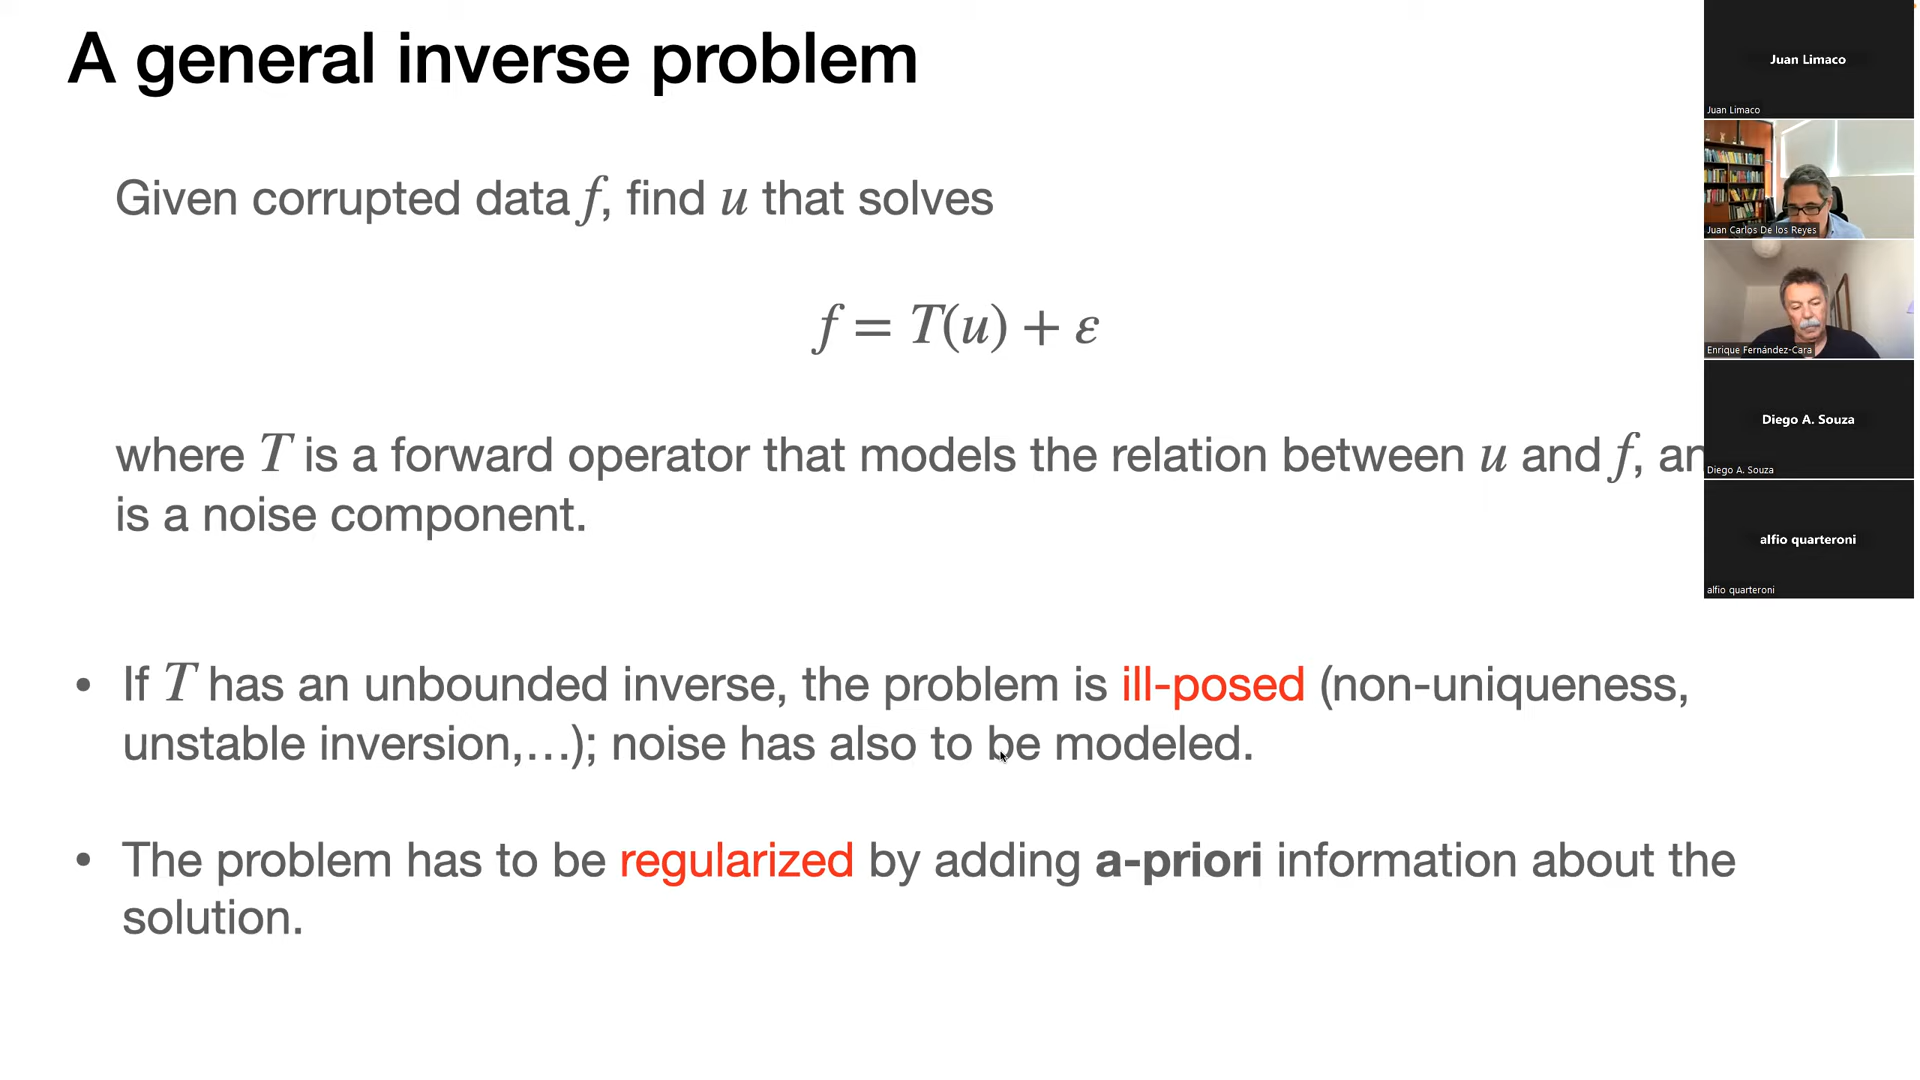 A general inverse problem
Given corrupted data f, find u that solves
f = T(u) + ε
where T is a forward operator that models the relation between u and f,
is a noise component.
• If T has an unbounded inverse, the problem is ill-posed (non-uniqueness,
unstable inversion,…); noise has also to be modeled.
• The problem has to be regularized by adding a-priori information about the
solution.
Juan Limaco
Juan Limaco
Juan Carlos De los Reyes
Enrique Fernández-Cara
Diego A. Souza
Diego A. Souza
alfio quarteroni
alfio quarteroni